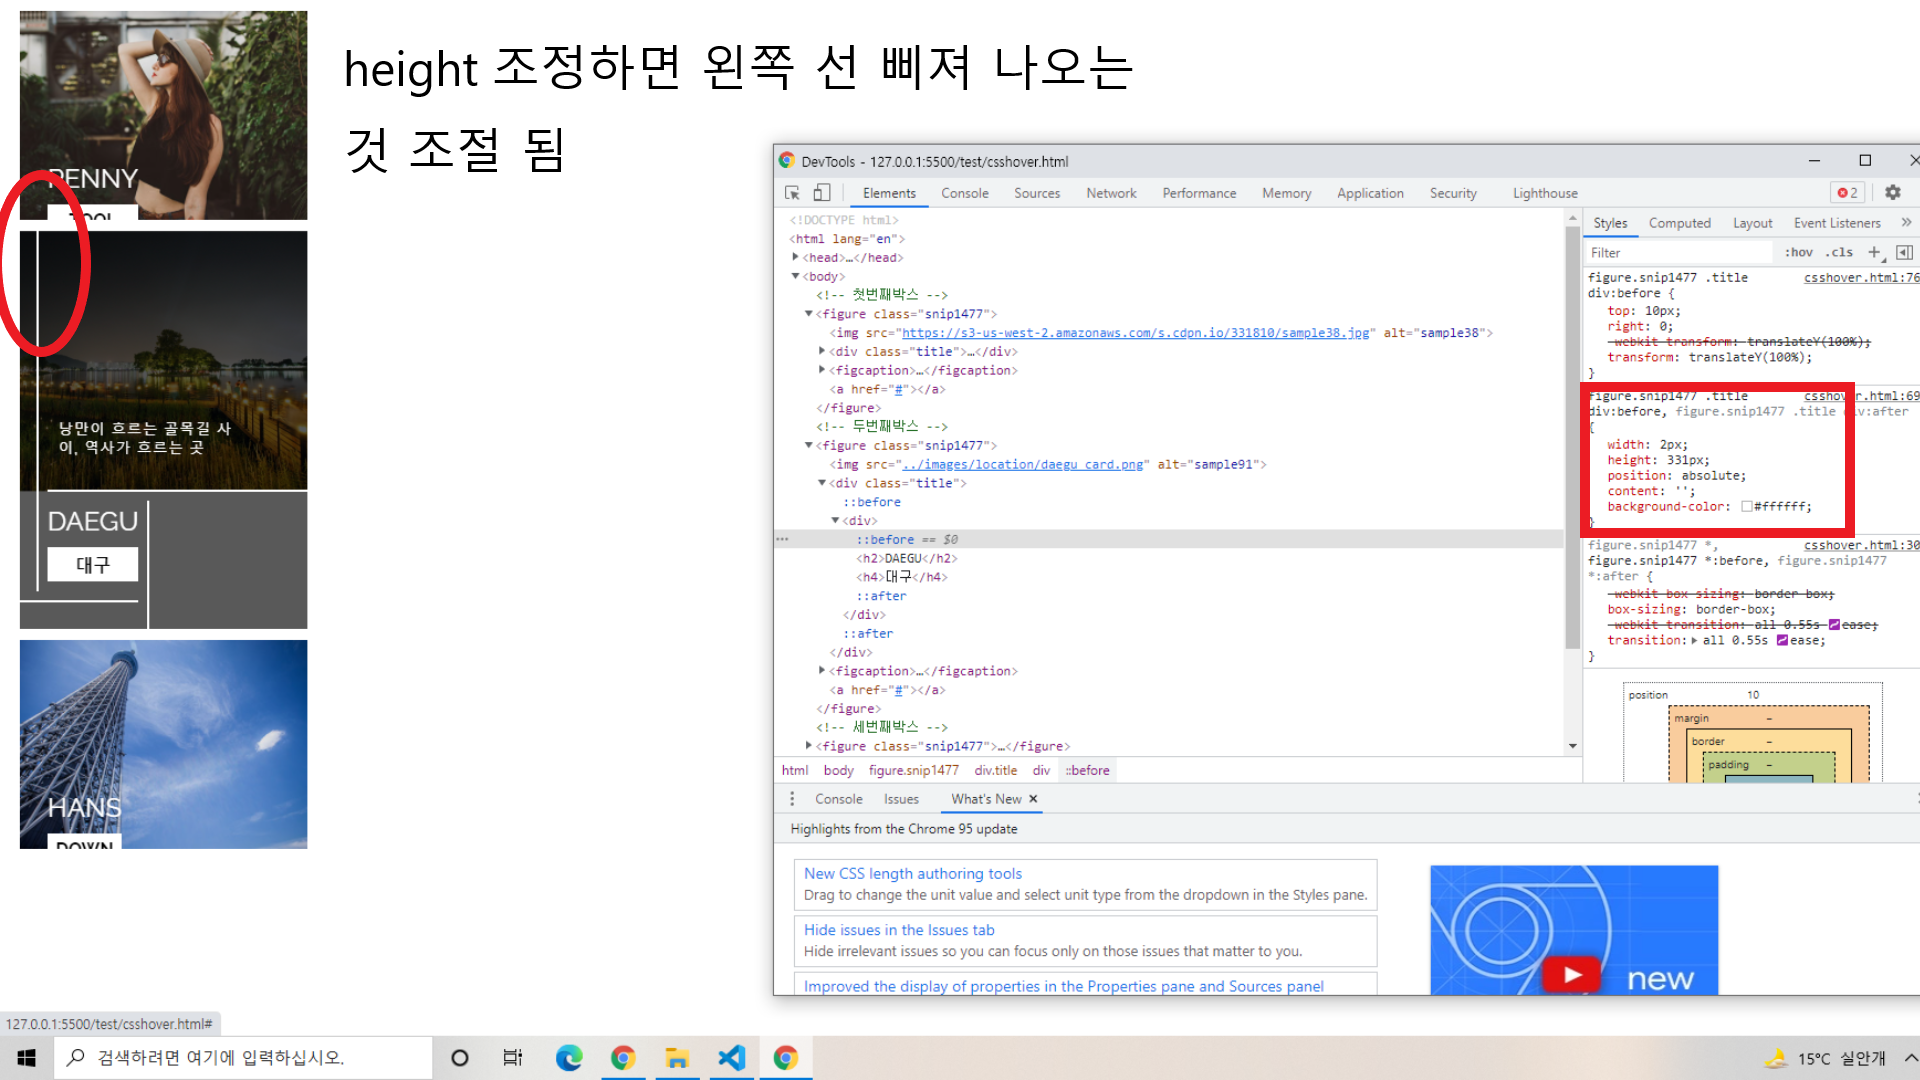 height 조정하면 왼쪽 선 삐져 나오는
것 조절 됨
PENNY
TOOL
낭만이 흐르는 골목길 사
이, 역사가 흐르는 곳
DAEGU
대구
HANS
DOWN
DevTools - 127.0.0.1:5500/test/csshover.html
Elements Console Sources Network Performance Memory Application Security Lighthouse 2
<!DOCTYPE html>
<html lang="en">
<head>…</head>
<body>
<!-- 첫번째박스 -->
<figure class="snip1477">
<img src="https://s3-us-west-2.amazonaws.com/s.cdpn.io/331810/sample38.jpg" alt="sample38">
<div class="title">…</div>
<figcaption>…</figcaption>
<a href="#"></a>
</figure>
<!-- 두번째박스 -->
<figure class="snip1477">
<img src="../images/location/daegu_card.png" alt="sample91">
<div class="title">
::before
<div>
::before == $0
<h2>DAEGU</h2>
<h4>대구</h4>
::after
</div>
::after
</div>
<figcaption>…</figcaption>
<a href="#"></a>
</figure>
<!-- 세번째박스 -->
<figure class="snip1477">…</figure>
html body figure.snip1477 div.title div ::before
Styles Computed Layout Event Listeners »
Filter :hov .cls +
figure.snip1477 .title csshover.html:76
div:before {
top: 10px;
right: 0;
-webkit-transform: translateY(100%);
transform: translateY(100%);
}
figure.snip1477 .title csshover.html:69
div:before, figure.snip1477 .title div:after
{
width: 2px;
height: 331px;
position: absolute;
content: '';
background-color: #ffffff;
}
figure.snip1477 *, csshover.html:30
figure.snip1477 *:before, figure.snip1477
*:after {
-webkit-box-sizing: border-box;
box-sizing: border-box;
-webkit-transition: all 0.55s ease;
transition: all 0.55s ease;
}
position 10
margin -
border -
padding -
Console Issues What's New ×
Highlights from the Chrome 95 update
New CSS length authoring tools
Drag to change the unit value and select unit type from the dropdown in the Styles pane.
Hide issues in the Issues tab
Hide irrelevant issues so you can focus only on those issues that matter to you.
Improved the display of properties in the Properties pane and Sources panel
new
127.0.0.1:5500/test/csshover.html#
검색하려면 여기에 입력하십시오.
15°C 실안개